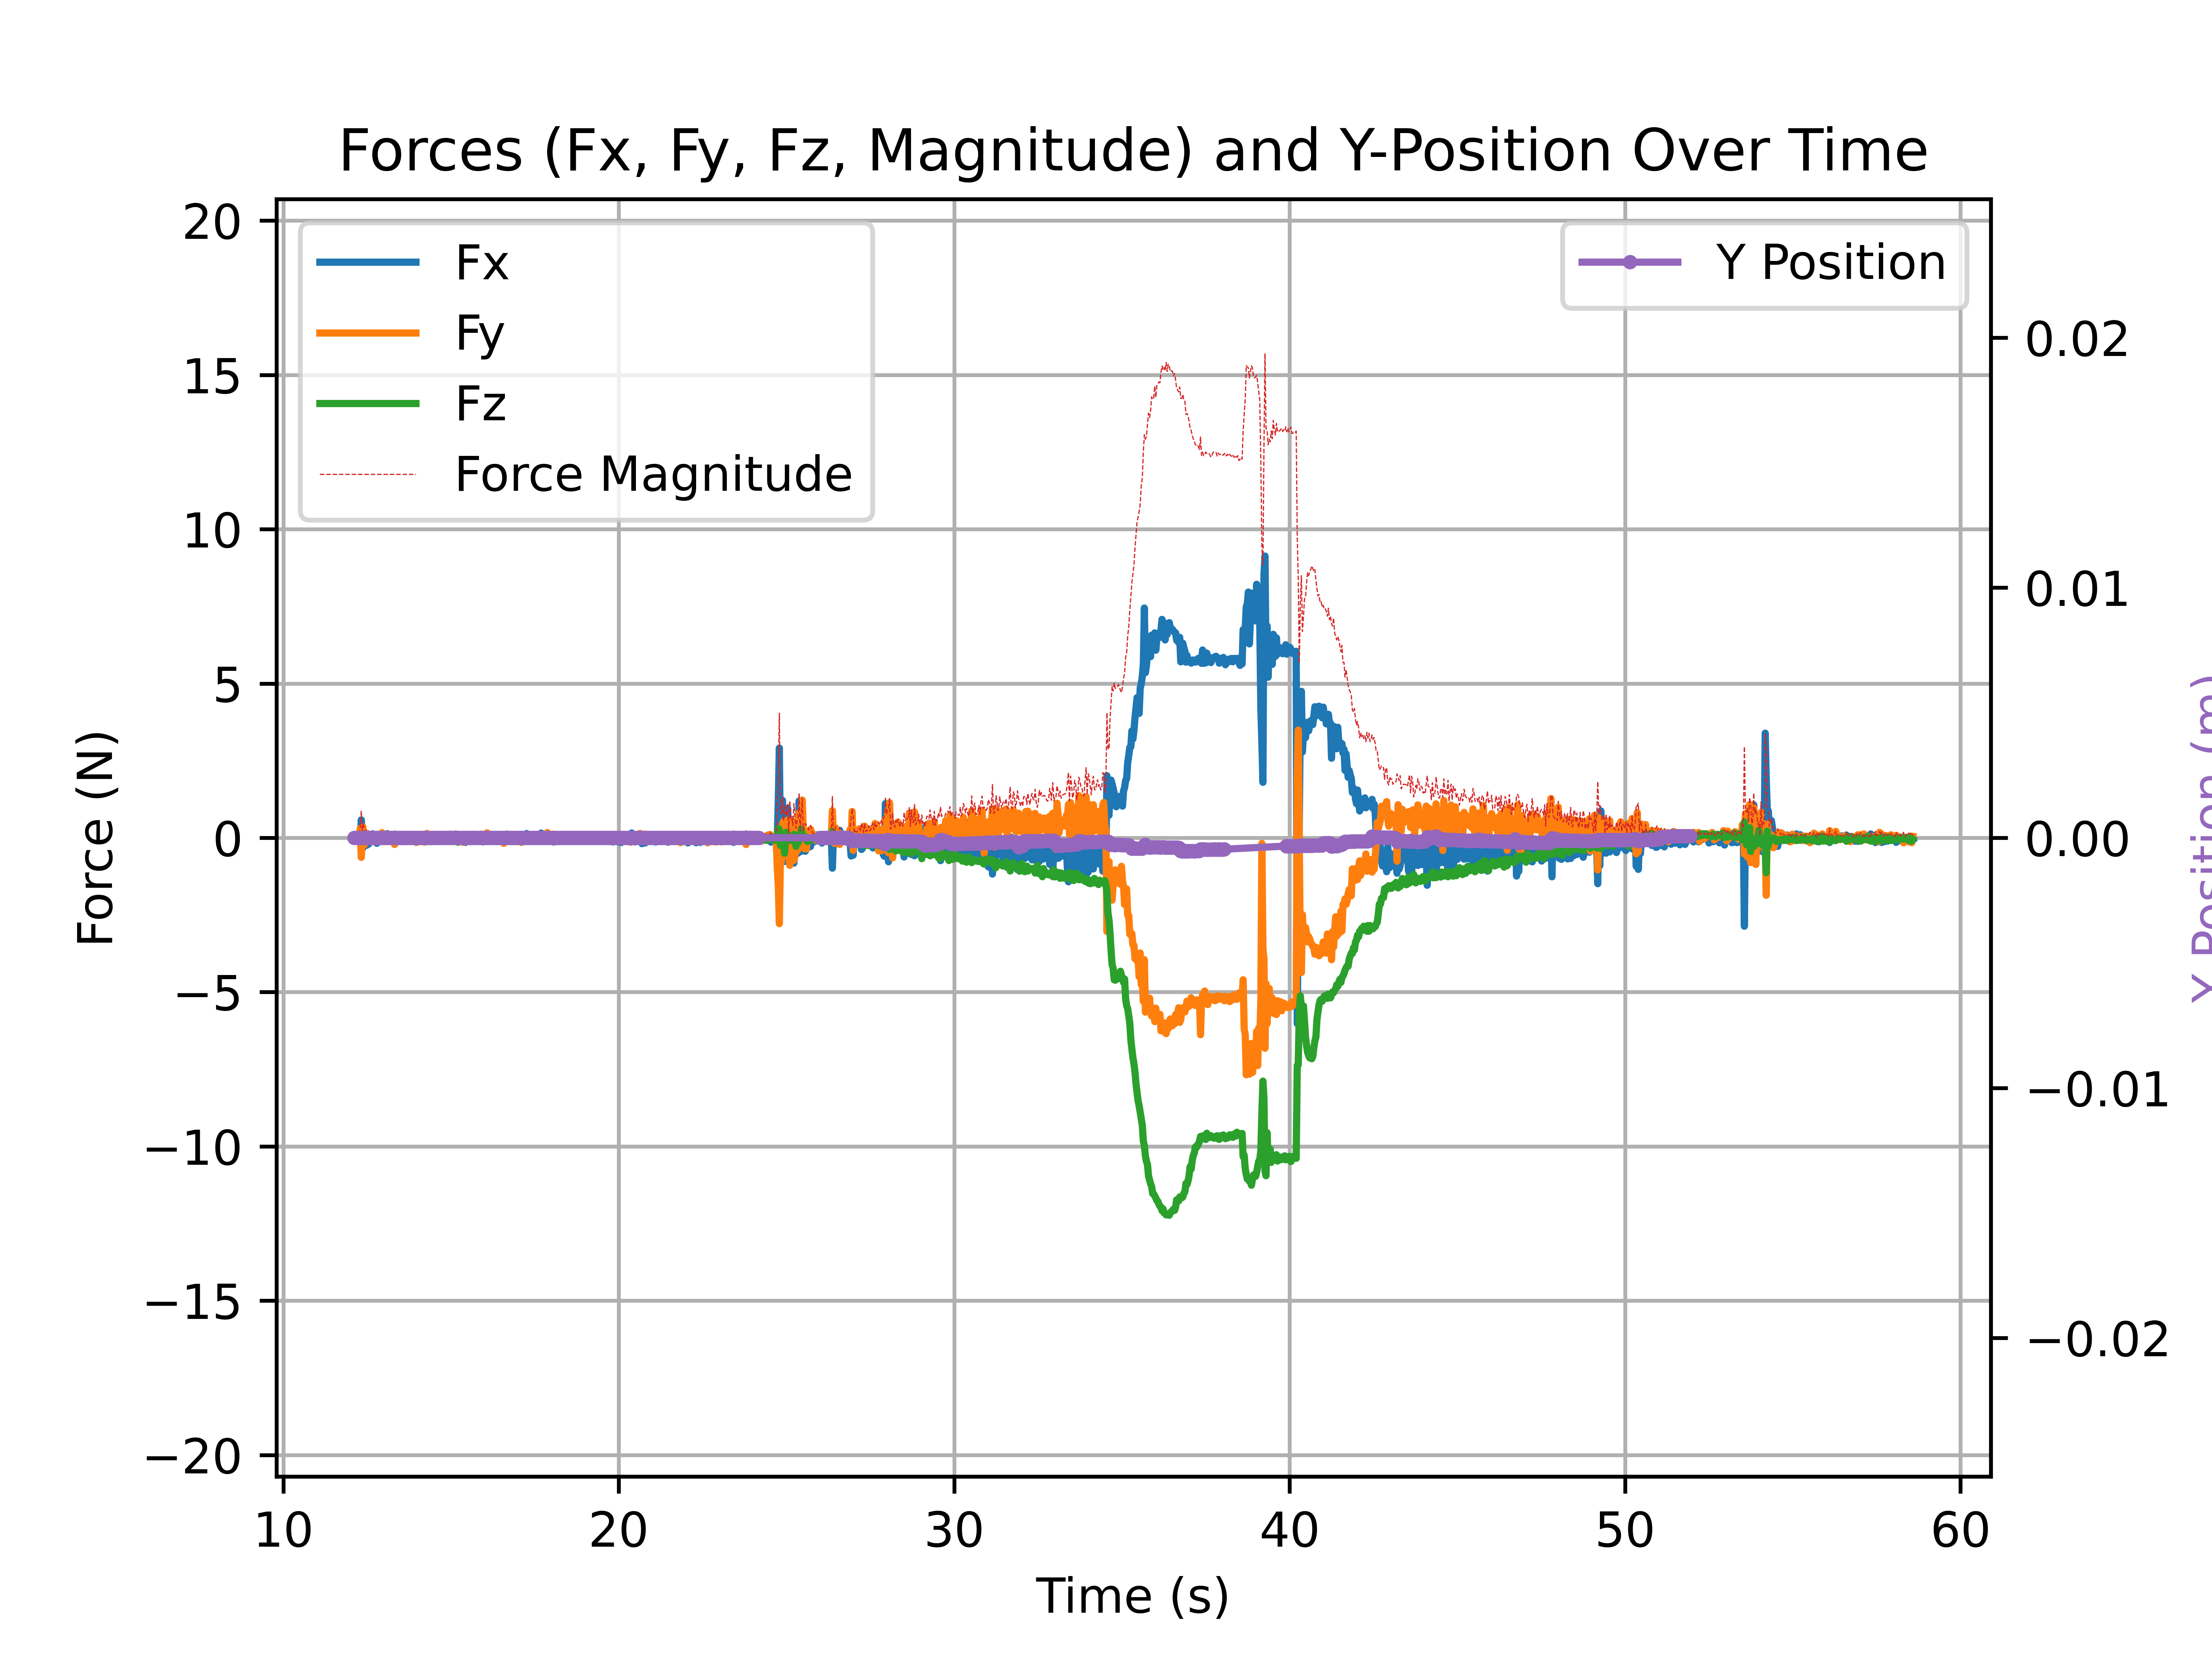 Forces (Fx, Fy, Fz, Magnitude) and Y-Position Over Time
Fx
Fy
Fz
Force Magnitude
Y Position
20
15
10
5
0
−5
−10
−15
−20
Force (N)
0.02
0.01
0.00
−0.01
−0.02
Y Position (m)
10 20 30 40 50 60
Time (s)